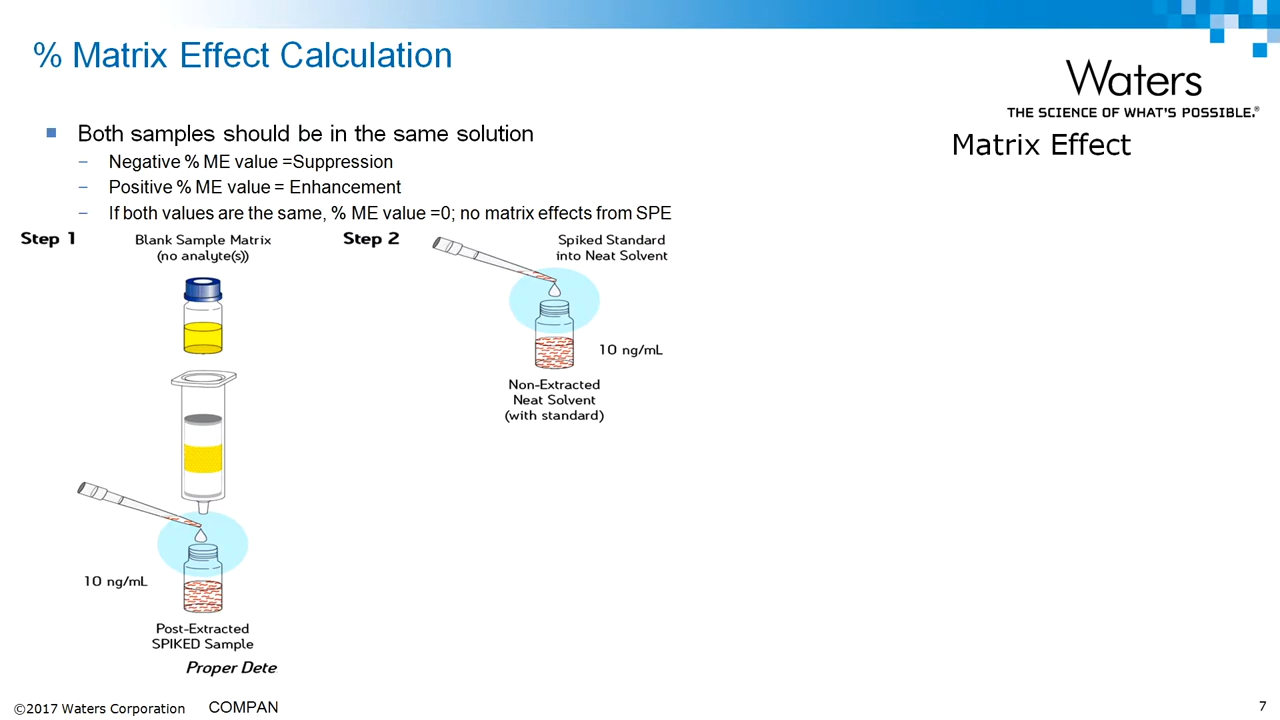 % Matrix Effect Calculation
Waters
THE SCIENCE OF WHAT'S POSSIBLE.®
Matrix Effect
Both samples should be in the same solution
– Negative % ME value =Suppression
– Positive % ME value = Enhancement
– If both values are the same, % ME value =0; no matrix effects from SPE
Step 1
Blank Sample Matrix
(no analyte(s))
10 ng/mL
Post-Extracted
SPIKED Sample
Step 2
Spiked Standard
into Neat Solvent
10 ng/mL
Non-Extracted
Neat Solvent
(with standard)
Proper Dete
©2017 Waters Corporation
COMPAN
7